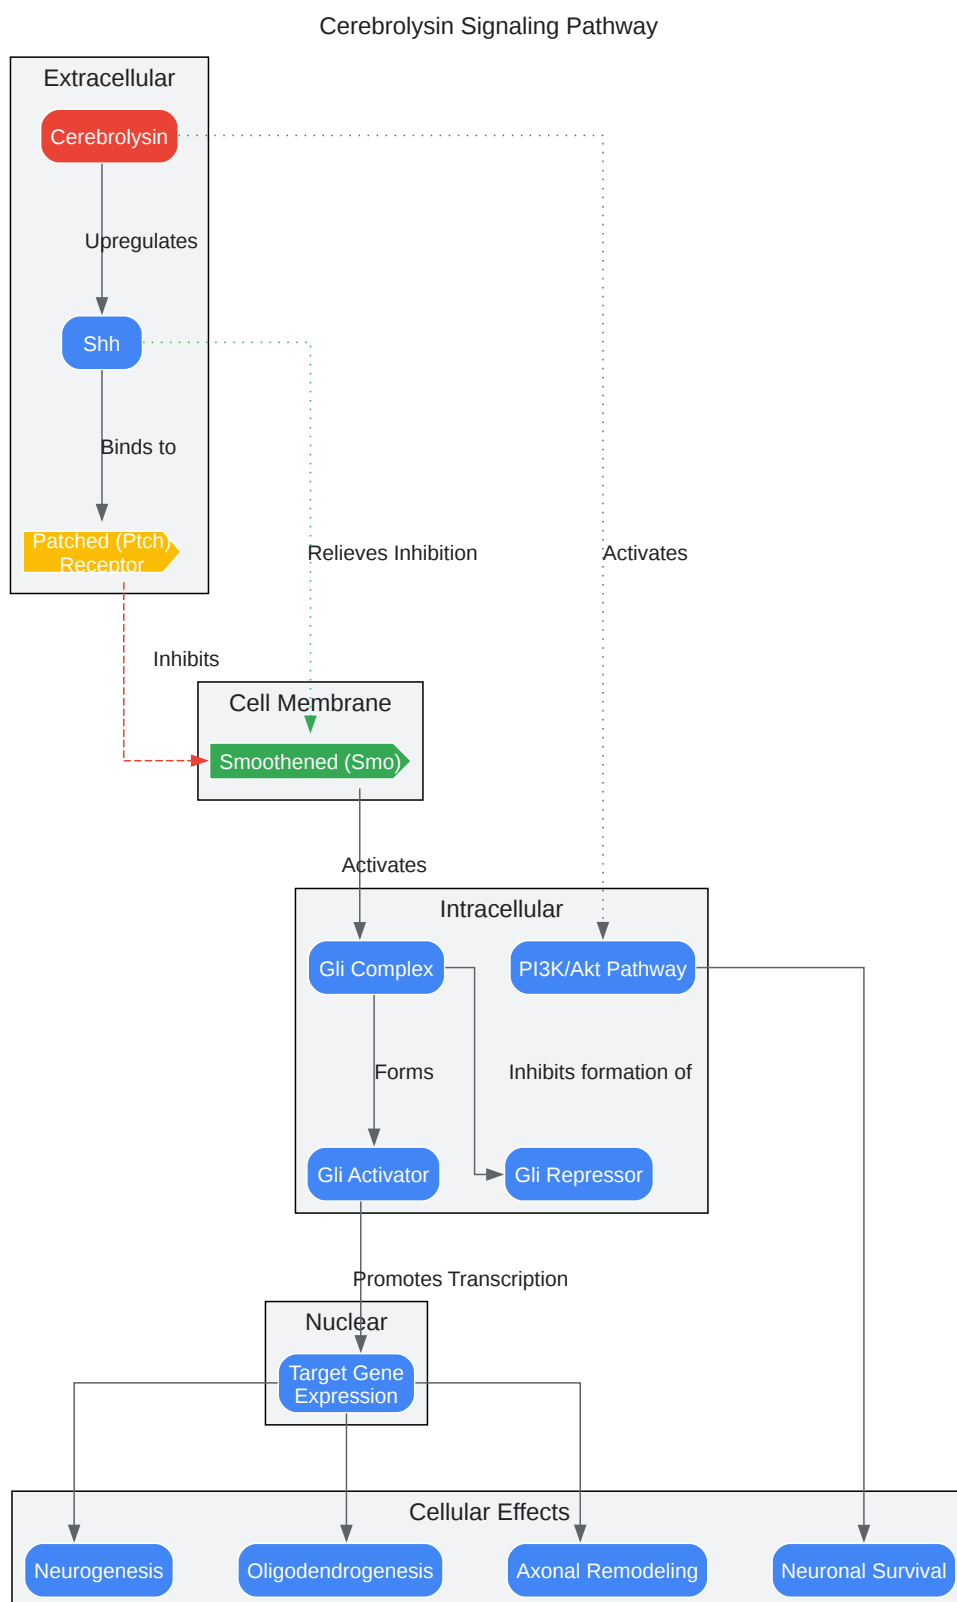 Cerebrolysin Signaling Pathway
Extracellular
Cerebrolysin
Upregulates
Shh
Binds to
Patched (Ptch)
Receptor
Relieves Inhibition
Activates
Inhibits
Cell Membrane
Smoothened (Smo)
Activates
Intracellular
Gli Complex
PI3K/Akt Pathway
Forms
Inhibits formation of
Gli Activator
Gli Repressor
Promotes Transcription
Nuclear
Target Gene
Expression
Cellular Effects
Neurogenesis
Oligodendrogenesis
Axonal Remodeling
Neuronal Survival